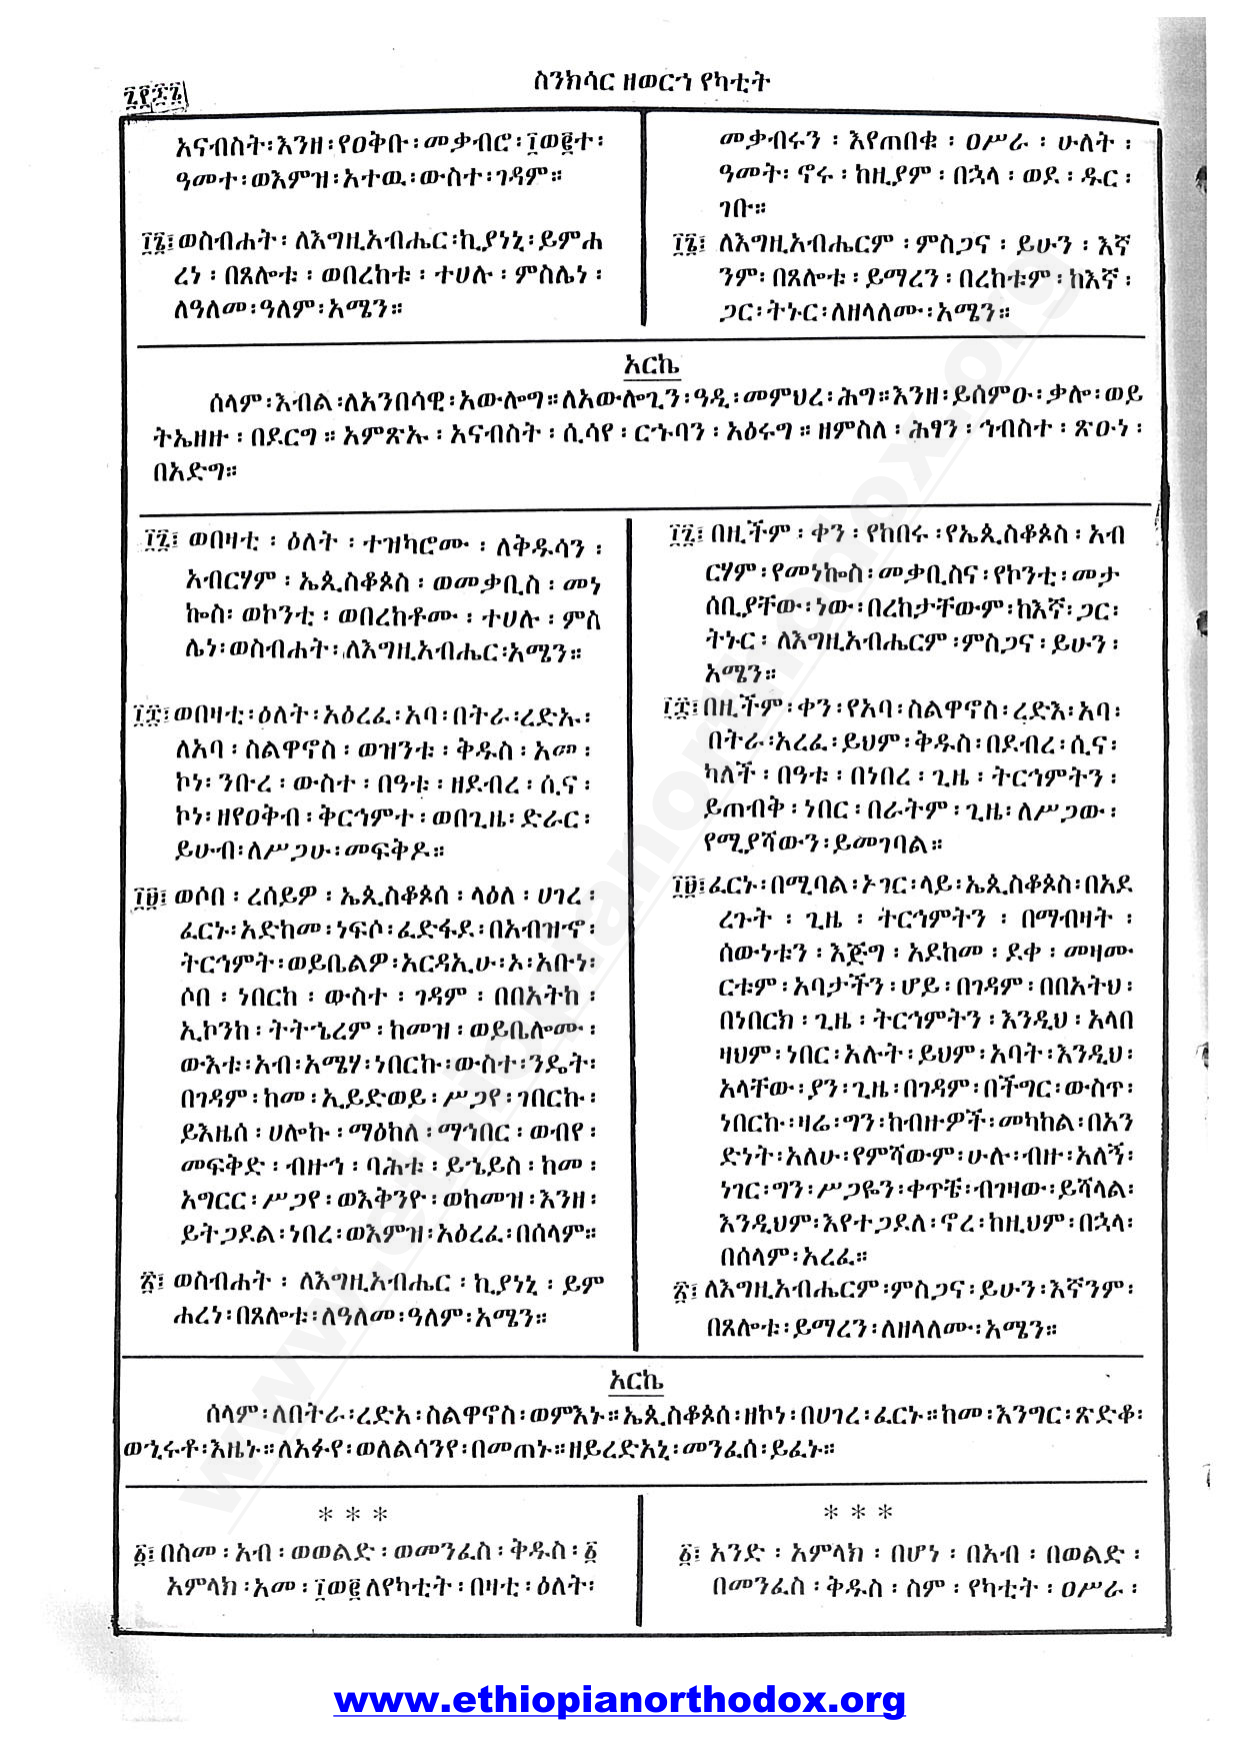 ስንክሳር ዘወርኀ የካቲት
አናብስት፡እንዘ፡የዐቅቡ፡መቃብሮ፡፲ወ፪ተ፡
ዓመተ፡ወእምዝ፡አተዉ፡ውስተ፡ገዳም።
፲፮፤ወስብሐት፡ለእግዚአብሔር፡ኪያነኒ፡ይምሐ
ረነ፡በጸሎቱ፡ወበረከቱ፡ተሀሉ፡ምስሌነ፡
ለዓለመ፡ዓለም፡አሜን።
መቃብሩን፡እየጠበቁ፡ዐሥራ፡ሁለት፡
ዓመት፡ኖሩ፡ከዚያም፡በኋላ፡ወደ፡ዱር፡
ገቡ።
፲፮፤ ለእግዚአብሔርም፡ምስጋና፡ይሁን፡እኛ
ንም፡በጸሎቱ፡ይማረን፡በረከቱም፡ከእኛ፡
ጋር፡ትኑር፡ለዘላለሙ፡አሜን።
አርኬ
ሰላም፡እብል፡ለአንበሳዊ፡አውሎግ።ለአውሎጊን፡ዓዲ፡መምህረ፡ሕግ።እንዘ፡ይሰምዑ፡ቃሎ፡ወይ
ትኤዘዙ፡በደርግ።አምጽኡ፡አናብስት፡ሲሳየ፡ርኁባን፡አዕሩግ።ዘምስለ፡ሕፃን፡ኅብስተ፡ጽዑነ፡
በአድግ።
፲፯፤ ወበዛቲ፡ዕለት፡ተዝካሮሙ፡ለቅዱሳን፡
አብርሃም፡ኤጲስቆጶስ፡ወመቃቢስ፡መነ
ኰስ፡ወኮንቲ፡ወበረከቶሙ፡ተሀሉ፡ምስ
ሌነ፡ወስብሐት፡ለእግዚአብሔር፡አሜን።
፲፰፤ወበዛቲ፡ዕለት፡አዕረፈ፡አባ፡በትራ፡ረድኡ፡
ለአባ፡ስልዋኖስ፡ወዝንቱ፡ቅዱስ፡አመ፡
ኮነ፡ንቡረ፡ውስተ፡በዓቱ፡ዘደብረ፡ሲና፡
ኮነ፡ዘየዐቅብ፡ቅርኅምተ፡ወበጊዜ፡ድራር፡
ይሁብ፡ለሥጋሁ፡መፍቅዶ።
፲፱፤ ወሶበ፡ረሰይዎ፡ኤጲስቆጶሰ፡ላዕለ፡ሀገረ፡
ፈርኑ፡አድከመ፡ነፍሶ፡ፈድፋደ፡በአብዝኆ፡
ትርኅምት፡ወይቤልዎ፡አርዳኢሁ፡ኦ፡አቡነ፡
ሶበ፡ነበርከ፡ውስተ፡ገዳም፡በበአትከ፡
ኢኮንከ፡ትትኄረም፡ከመዝ፡ወይቤሎሙ፡
ውእቱ፡አብ፡አሜሃ፡ነበርኩ፡ውስተ፡ንዴት፡
በገዳም፡ከመ፡ኢይድወይ፡ሥጋየ፡ገበርኩ፡
ይእዜሰ፡ሀሎኩ፡ማዕከለ፡ማኅበር፡ወብየ፡
መፍቅድ፡ብዙኅ፡ባሕቱ፡ይኄይስ፡ከመ፡
አግርር፡ሥጋየ፡ወእቅንዮ፡ወከመዝ፡እንዘ፡
ይትጋደል፡ነበረ፡ወእምዝ፡አዕረፈ፡በሰላም።
፳፤ ወስብሐት፡ለእግዚአብሔር፡ኪያነኒ፡ይም
ሐረነ፡በጸሎቱ፡ለዓለመ፡ዓለም፡አሜን።
፲፯፤ በዚችም፡ቀን፡የከበሩ፡የኤጲስቆጶስ፡አብ
ርሃም፡የመነኰስ፡መቃቢስና፡የኮንቲ፡መታ
ሰቢያቸው፡ነው፡በረከታቸውም፡ከእኛ፡ጋር፡
ትኑር፡ለእግዚአብሔርም፡ምስጋና፡ይሁን፡
አሜን።
፲፰፤በዚችም፡ቀን፡የአባ፡ስልዋኖስ፡ረድእ፡አባ፡
በትራ፡አረፈ፡ይህም፡ቅዱስ፡በደብረ፡ሲና፡
ካለች፡በዓቱ፡በነበረ፡ጊዜ፡ትርኅምትን፡
ይጠብቅ፡ነበር፡በራትም፡ጊዜ፡ለሥጋው፡
የሚያሻውን፡ይመገባል።
፲፱፤ፈርኑ፡በሚባል፡ኦገር፡ላይ፡ኤጲስቆጶስ፡በአደ
ረጉት፡ጊዜ፡ትርኅምትን፡በማብዛት፡
ሰውነቱን፡እጅግ፡አደከመ፡ደቀ፡መዛሙ
ርቱም፡አባታችን፡ሆይ፡በገዳም፡በበአትህ፡
በነበርክ፡ጊዜ፡ትርኅምትን፡እንዲህ፡አላበ
ዛህም፡ነበር፡አሉት፡ይህም፡አባት፡እንዲህ፡
አላቸው፡ያን፡ጊዜ፡በገዳም፡በችግር፡ውስጥ፡
ነበርኩ፡ዛሬ፡ግን፡ከብዙዎች፡መካከል፡በአን
ድነት፡አለሁ፡የምሻውም፡ሁሉ፡ብዙ፡አለኝ፡
ነገር፡ግን፡ሥጋዬን፡ቀጥቼ፡ብገዛው፡ይሻላል፡
እንዲህም፡እየተጋደለ፡ኖረ፡ከዚህም፡በኋላ፡
በሰላም፡አረፈ።
፳፤ ለእግዚአብሔርም፡ምስጋና፡ይሁን፡እኛንም፡
በጸሎቱ፡ይማረን፡ለዘላለሙ፡አሜን።
አርኬ
ሰላም፡ለበትራ፡ረድአ፡ስልዋኖስ፡ወምእኑ።ኤጲስቆጶሰ፡ዘኮነ፡በሀገረ፡ፈርኑ።ከመ፡እንግር፡ጽድቆ፡
ወኂሩቶ፡እዜኑ።ለአፉየ፡ወለልሳንየ፡በመጠኑ።ዘይረድአኒ፡መንፈሰ፡ይፈኑ።
* * *
፩፤ በስመ፡አብ፡ወወልድ፡ወመንፈስ፡ቅዱስ፡፩
አምላክ፡አመ፡፲ወ፪ ለየካቲት፡በዛቲ፡ዕለት፡
* * *
፩፤ አንድ፡አምላክ፡በሆነ፡በአብ፡በወልድ፡
በመንፈስ፡ቅዱስ፡ስም፡የካቲት፡ዐሥራ፡
www.ethiopianorthodox.org